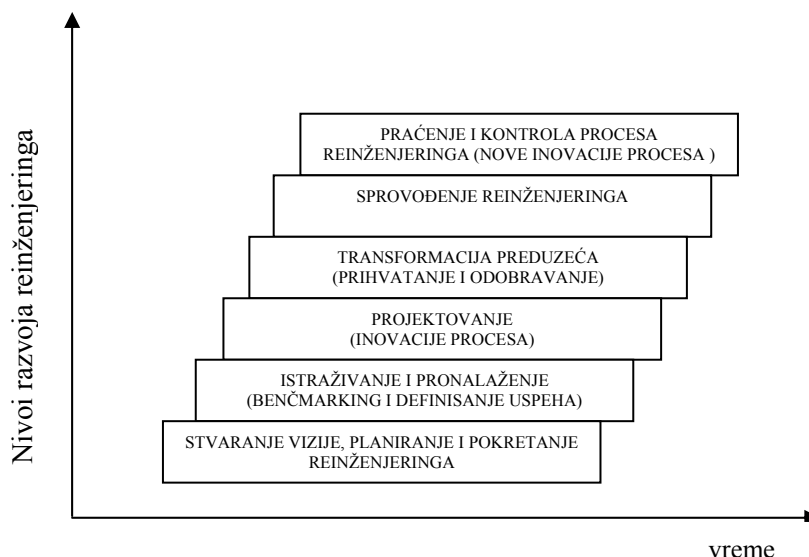 Nivoi razvoja reinženjeringa
PRAĆENJE I KONTROLA PROCESA
REINŽENJERINGA (NOVE INOVACIJE PROCESA )
SPROVOĐENJE REINŽENJERINGA
TRANSFORMACIJA PREDUZEĆA
(PRIHVATANJE I ODOBRAVANJE)
PROJEKTOVANJE
(INOVACIJE PROCESA)
ISTRAŽIVANJE I PRONALAŽENJE
(BENČMARKING I DEFINISANJE USPEHA)
STVARANJE VIZIJE, PLANIRANJE I POKRETANJE
REINŽENJERINGA
vreme